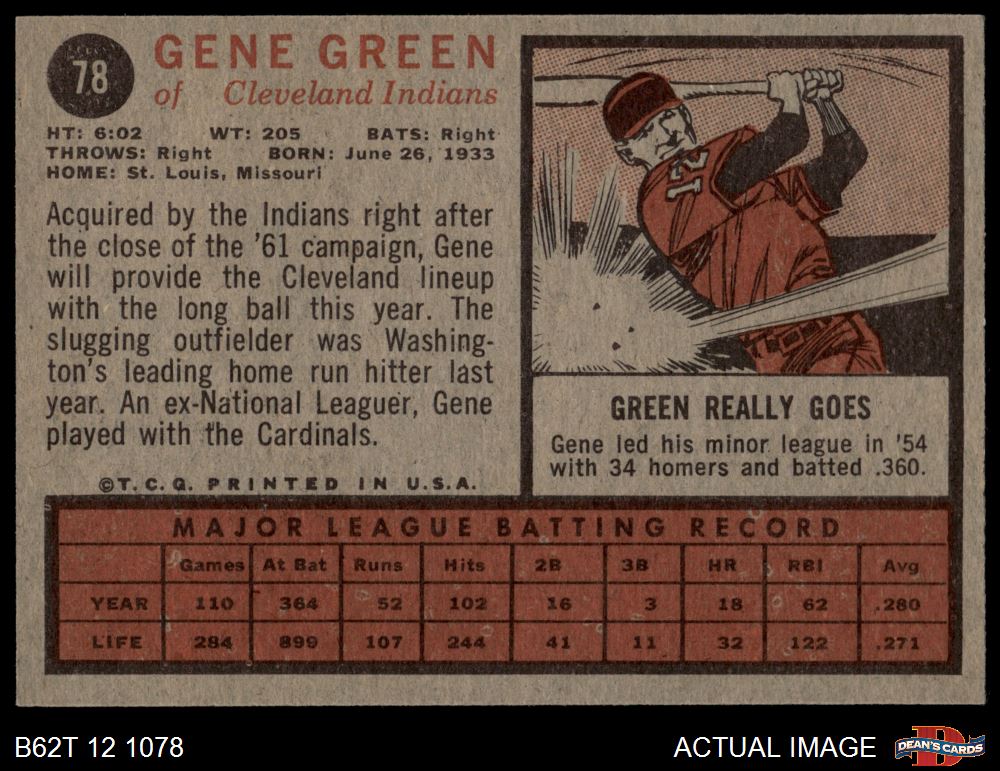 78
GENE GREEN
of Cleveland Indians
HT: 6:02 WT: 205 BATS: Right
THROWS: Right BORN: June 26, 1933
HOME: St. Louis, Missouri
Acquired by the Indians right after
the close of the '61 campaign, Gene
will provide the Cleveland lineup
with the long ball this year. The
slugging outfielder was Washing-
ton's leading home run hitter last
year. An ex-National Leaguer, Gene
played with the Cardinals.
©T.C.G. PRINTED IN U.S.A.
12
GREEN REALLY GOES
Gene led his minor league in '54
with 34 homers and batted .360.
MAJOR LEAGUE BATTING RECORD
Games At Bat Runs Hits 2B 3B HR RBI Avg
YEAR 110 364 52 102 16 3 18 62 .280
LIFE 284 899 107 244 41 11 32 122 .271
B62T 12 1078
ACTUAL IMAGE
D
DEAN'S CARDS